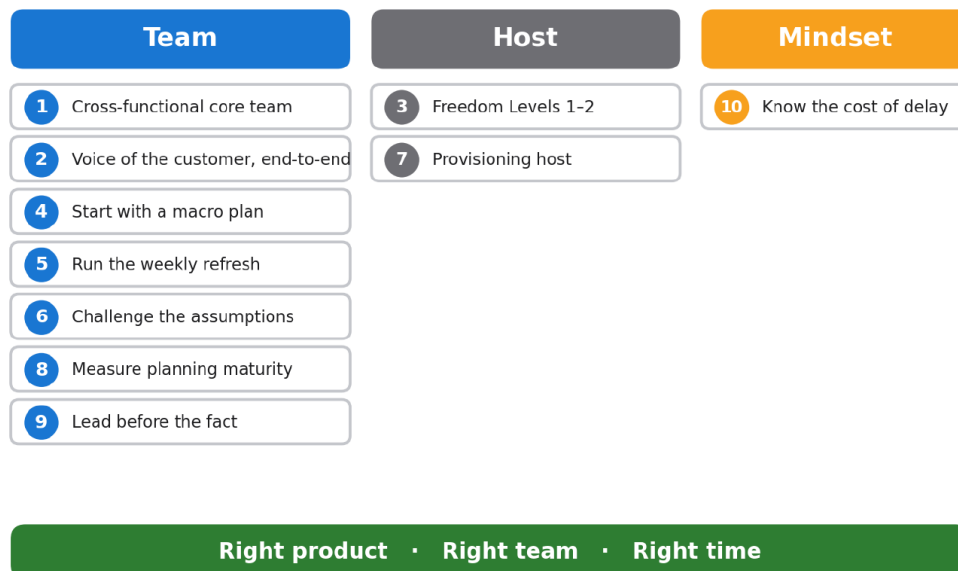 Team
1 Cross-functional core team
2 Voice of the customer, end-to-end
4 Start with a macro plan
5 Run the weekly refresh
6 Challenge the assumptions
8 Measure planning maturity
9 Lead before the fact
Host
3 Freedom Levels 1–2
7 Provisioning host
Mindset
10 Know the cost of delay
Right product · Right team · Right time